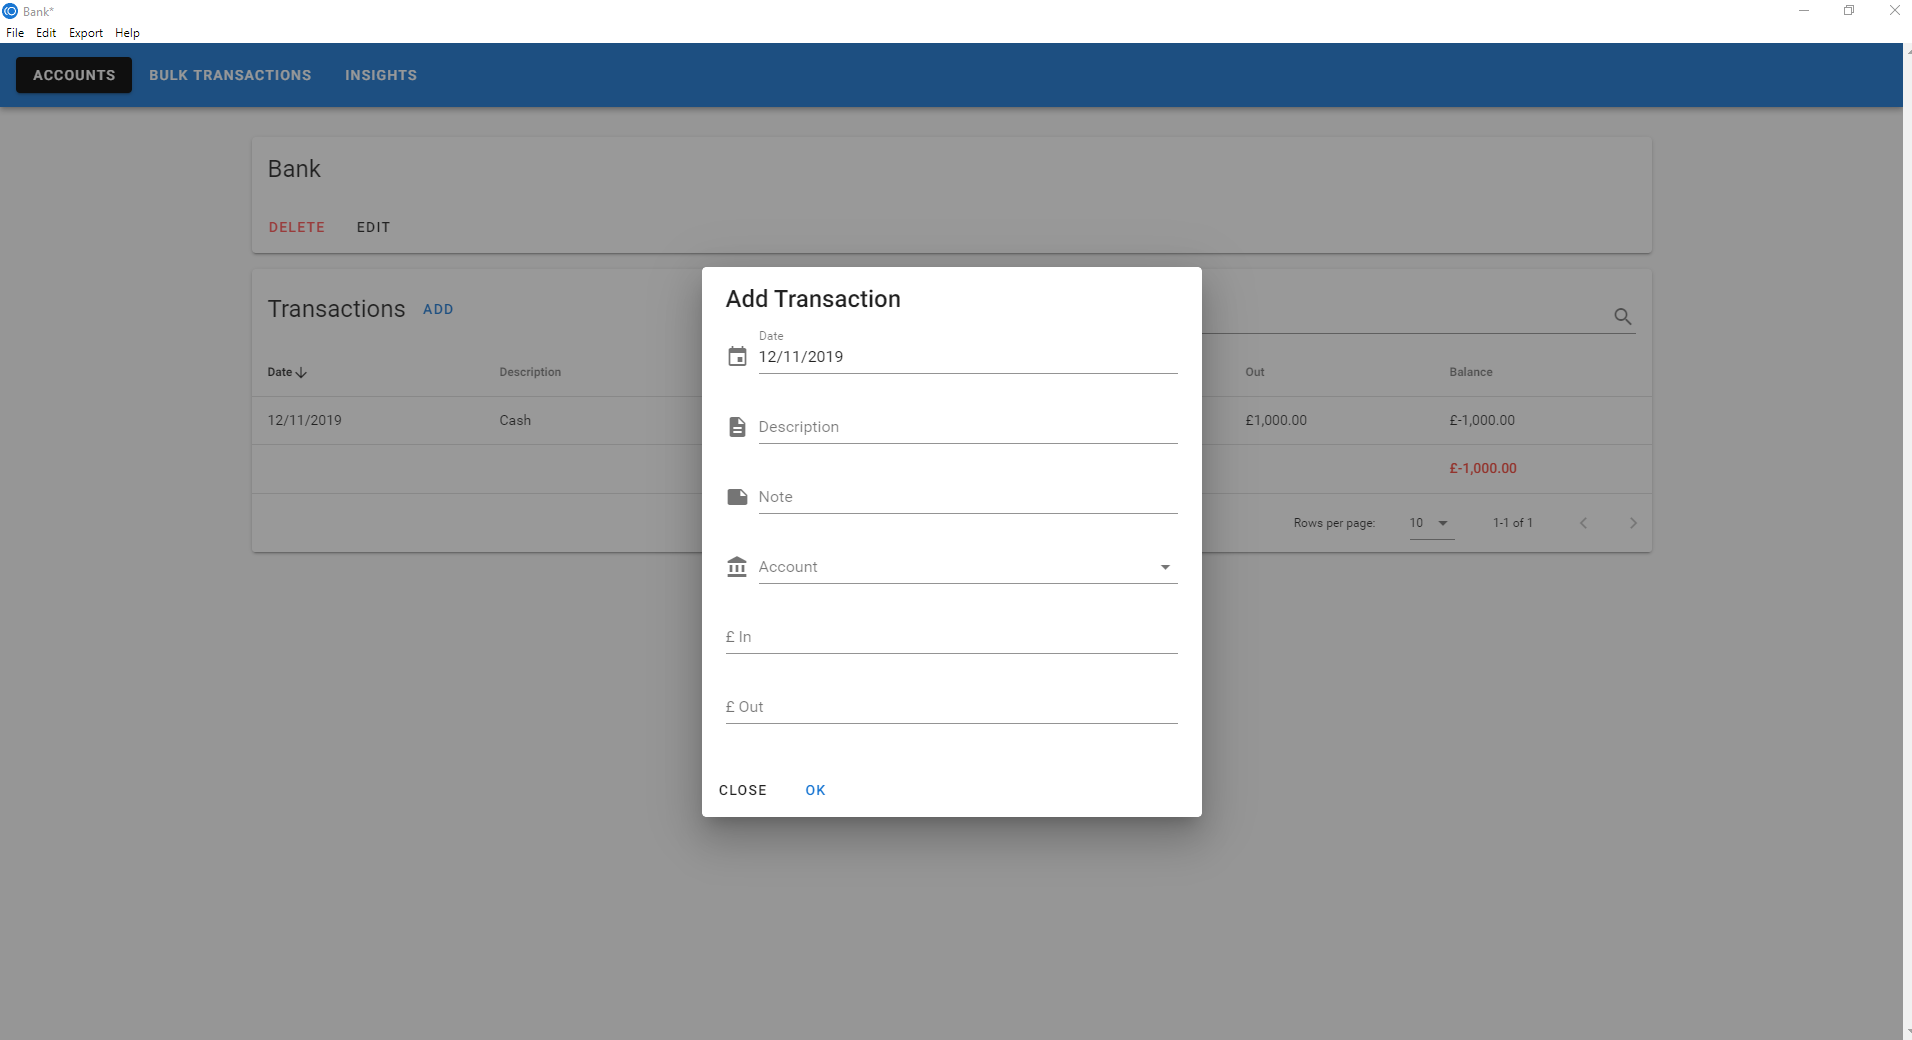 Bank*
File Edit Export Help
ACCOUNTS BULK TRANSACTIONS INSIGHTS
Bank
DELETE EDIT
Transactions ADD
Date Description Out Balance
12/11/2019 Cash £1,000.00 £-1,000.00
£-1,000.00
Rows per page: 10 1-1 of 1
Add Transaction
Date
12/11/2019
Description
Note
Account
£ In
£ Out
CLOSE OK